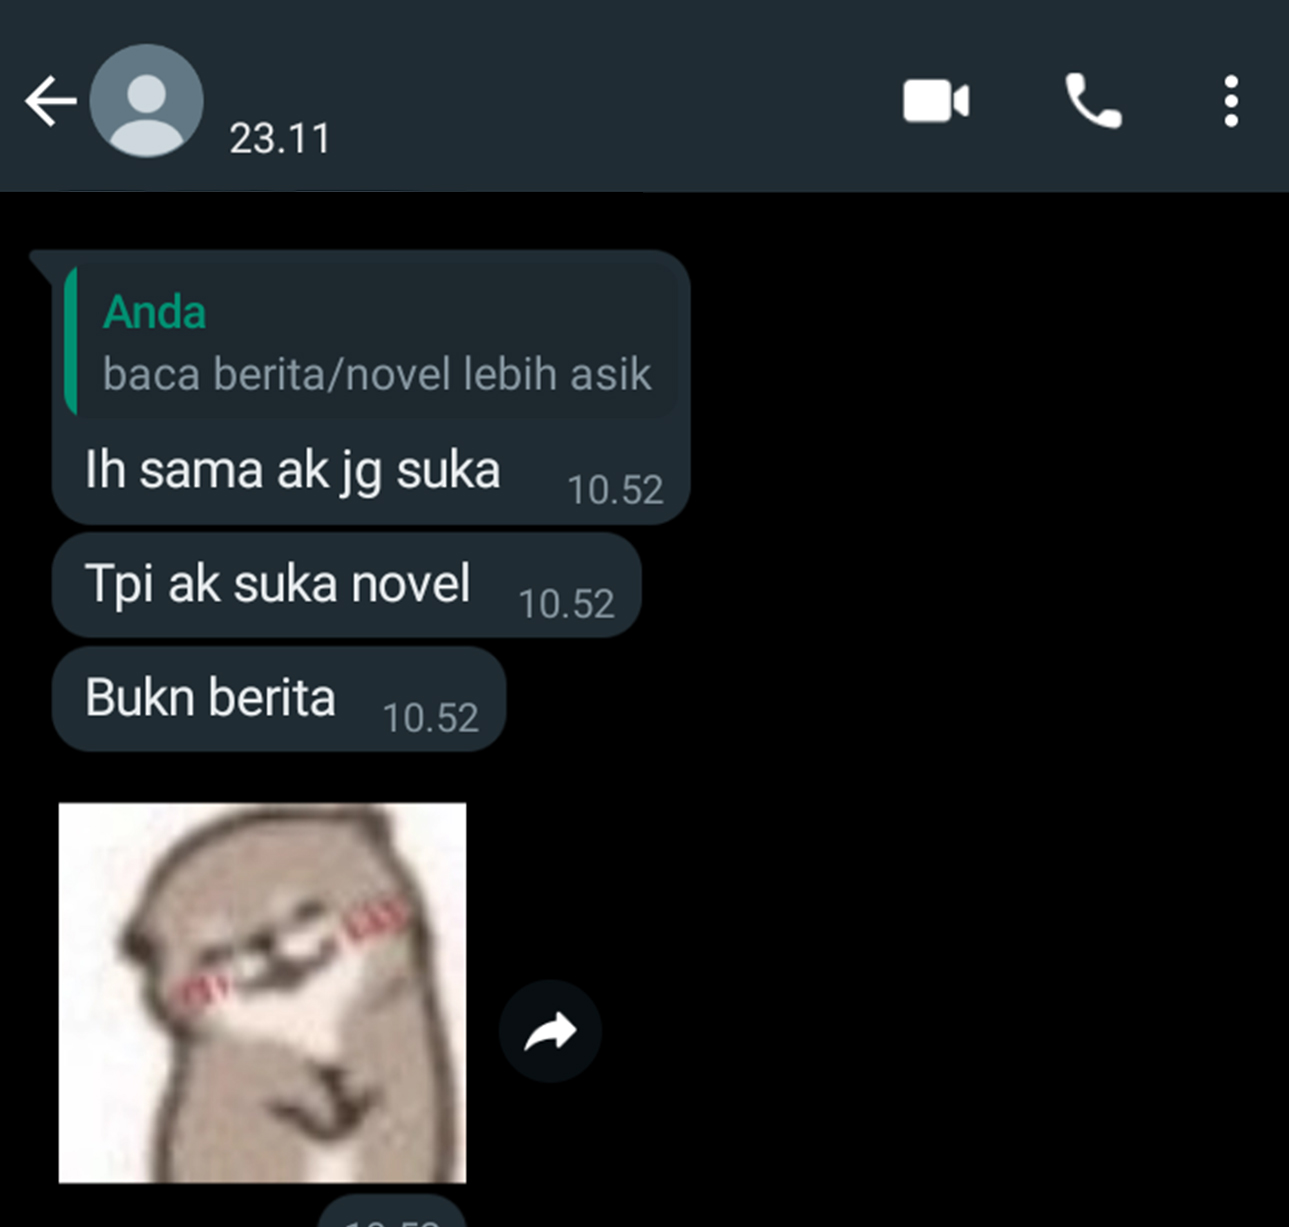 23.11
Anda
baca berita/novel lebih asik
Ih sama ak jg suka 10.52
Tpi ak suka novel 10.52
Bukn berita 10.52